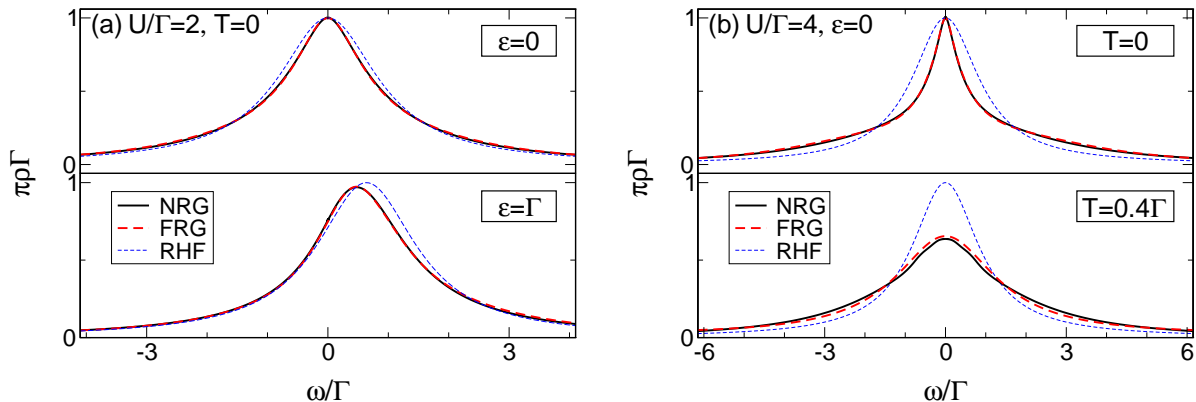 (a) U/Γ=2, T=0
ε=0
πρΓ
1
0
1
0
ε=Γ
NRG
FRG
RHF
-3
0
3
ω/Γ
(b) U/Γ=4, ε=0
T=0
πρΓ
1
0
1
0
T=0.4Γ
NRG
FRG
RHF
-6
-3
0
3
6
ω/Γ